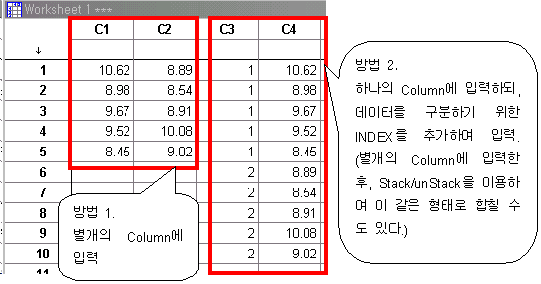 Worksheet 1 ***
C1 C2 C3 C4
↓
1 10.62 8.89 1 10.62
2 8.98 8.54 1 8.98
3 9.67 8.91 1 9.67
4 9.52 10.08 1 9.52
5 8.45 9.02 1 8.45
6 2 8.89
7 2 8.54
8 2 8.91
9 2 10.08
10 2 9.02
11
방법 1.
별개의 Column에
입력
방법 2.
하나의 Column에 입력하되,
데이터를 구분하기 위한
INDEX를 추가하며 입력.
(별개의 Column에 입력한
후, Stack/unStack을 이용하
여 이 같은 형태로 합칠 수
도 있다.)